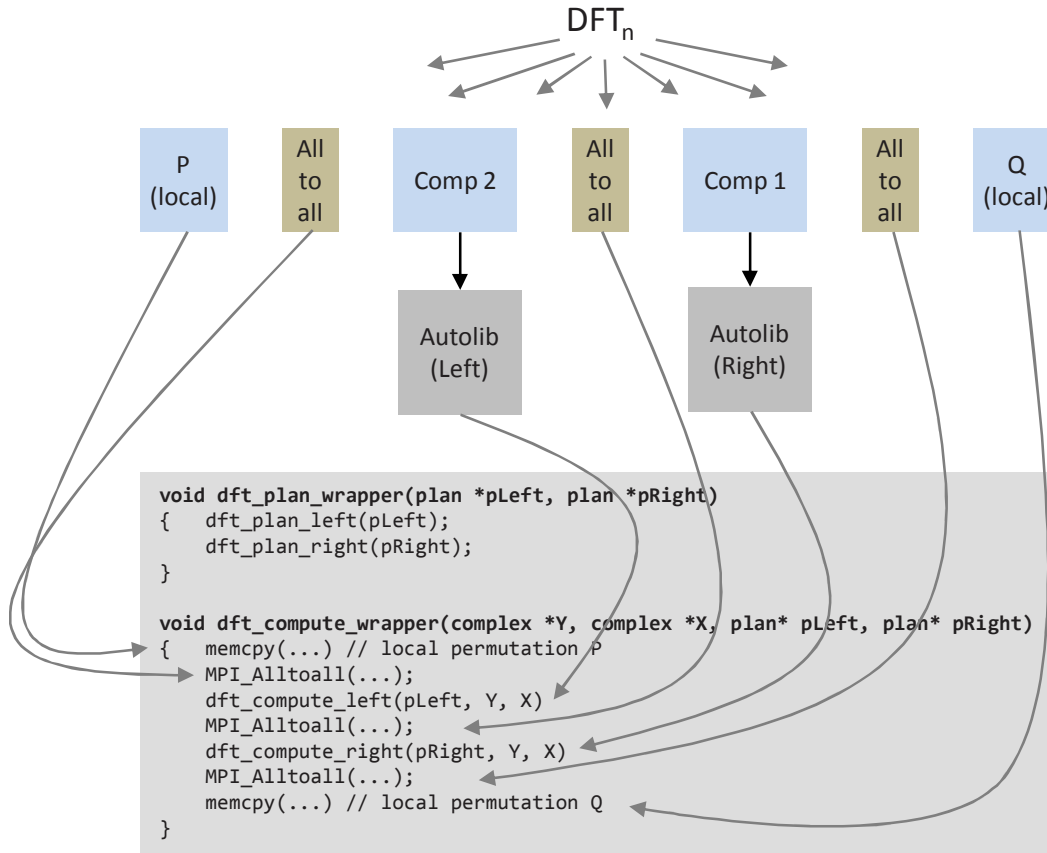 DFTn
P
(local)
All
to
all
Comp 2
All
to
all
Comp 1
All
to
all
Q
(local)
Autolib
(Left)
Autolib
(Right)
void dft_plan_wrapper(plan *pLeft, plan *pRight)
{   dft_plan_left(pLeft);
    dft_plan_right(pRight);
}
void dft_compute_wrapper(complex *Y, complex *X, plan* pLeft, plan* pRight)
{   memcpy(...) // local permutation P
    MPI_Alltoall(...);
    dft_compute_left(pLeft, Y, X)
    MPI_Alltoall(...);
    dft_compute_right(pRight, Y, X)
    MPI_Alltoall(...);
    memcpy(...) // local permutation Q
}